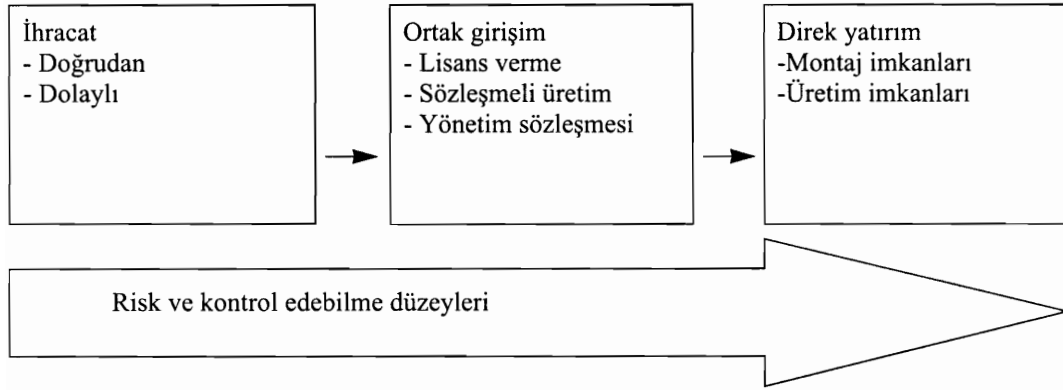 İhracat
- Doğrudan
- Dolaylı
Ortak girişim
- Lisans verme
- Sözleşmeli üretim
- Yönetim sözleşmesi
Direk yatırım
-Montaj imkanları
-Üretim imkanları
Risk ve kontrol edebilme düzeyleri